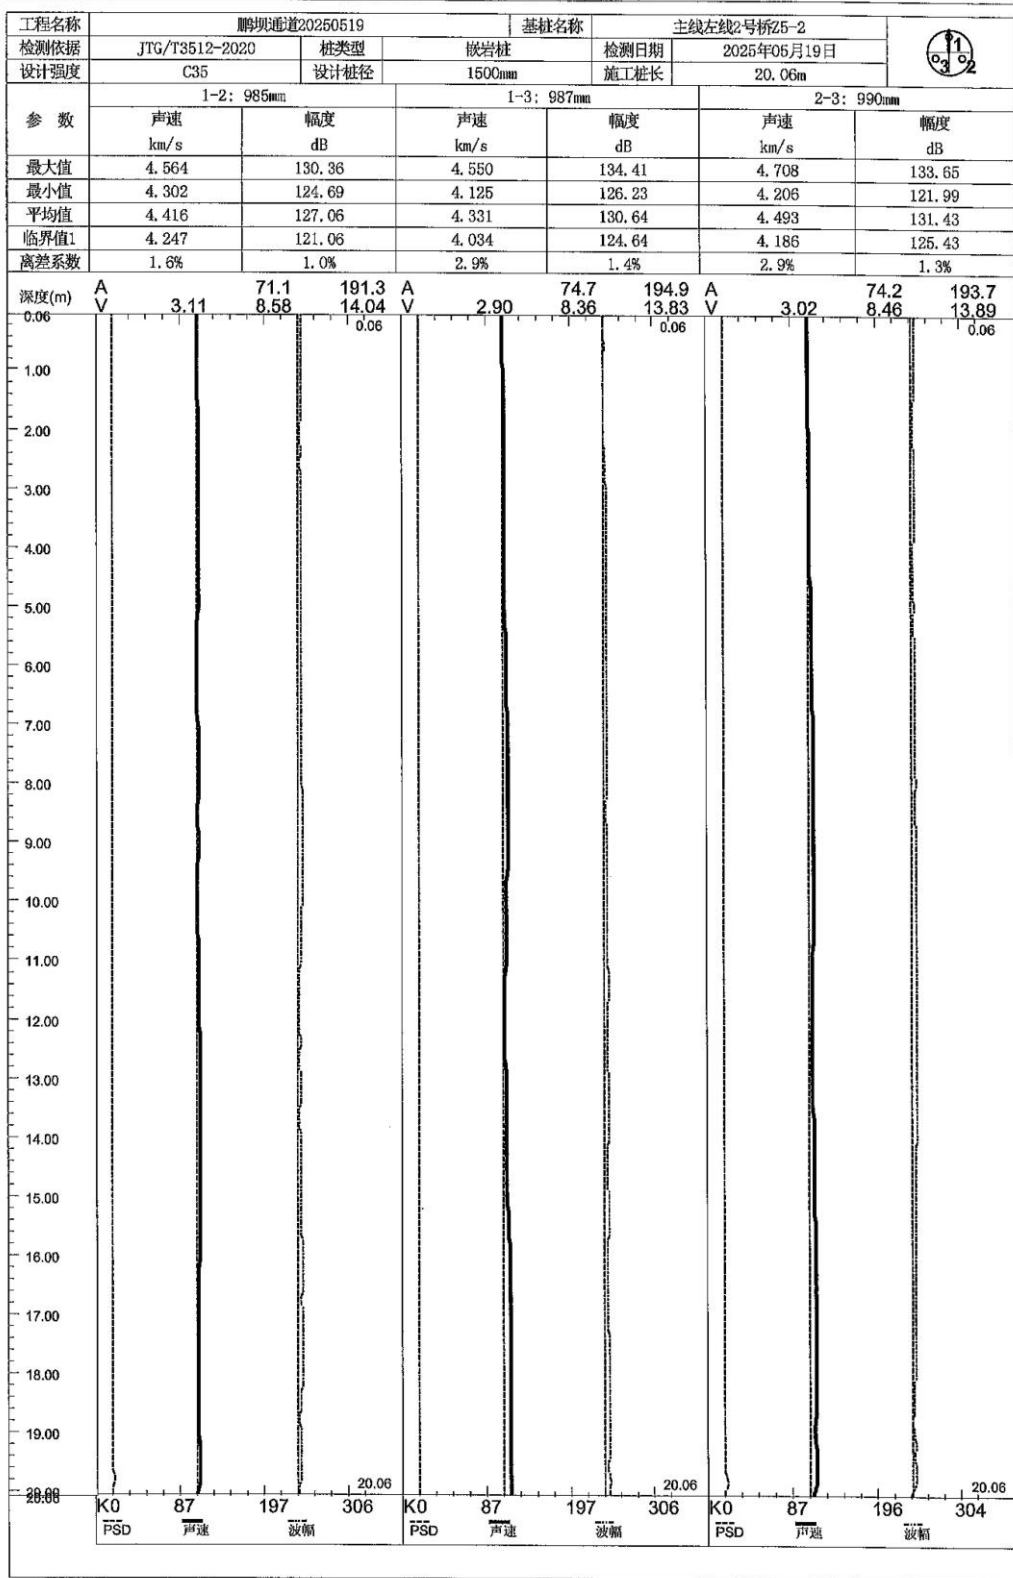 工程名称 鹏坝通道20250519 基桩名称 主线左线2号桥Z5-2
检测依据 JTG/T3512-2020 桩类型 嵌岩桩 检测日期 2025年05月19日
设计强度 C35 设计桩径 1500mm 施工桩长 20.06m
1 3 2
参 数 1-2: 985mm 1-3: 987mm 2-3: 990mm
声速 幅度 声速 幅度 声速 幅度
km/s dB km/s dB km/s dB
最大值 4.564 130.36 4.550 134.41 4.708 133.65
最小值 4.302 124.69 4.125 126.23 4.206 121.99
平均值 4.416 127.06 4.331 130.64 4.493 131.43
临界值1 4.247 121.06 4.034 124.64 4.186 125.43
离差系数 1.6% 1.0% 2.9% 1.4% 2.9% 1.3%
深度(m) A 71.1 191.3 A 74.7 194.9 A 74.2 193.7
V 3.11 8.58 14.04 V 2.90 8.36 13.83 V 3.02 8.46 13.89
0.06 0.06 0.06 0.06
1.00
2.00
3.00
4.00
5.00
6.00
7.00
8.00
9.00
10.00
11.00
12.00
13.00
14.00
15.00
16.00
17.00
18.00
19.00
20.06 20.06 20.06
K0 87 197 306 K0 87 197 306 K0 87 196 304
PSD 声速 波幅 PSD 声速 波幅 PSD 声速 波幅